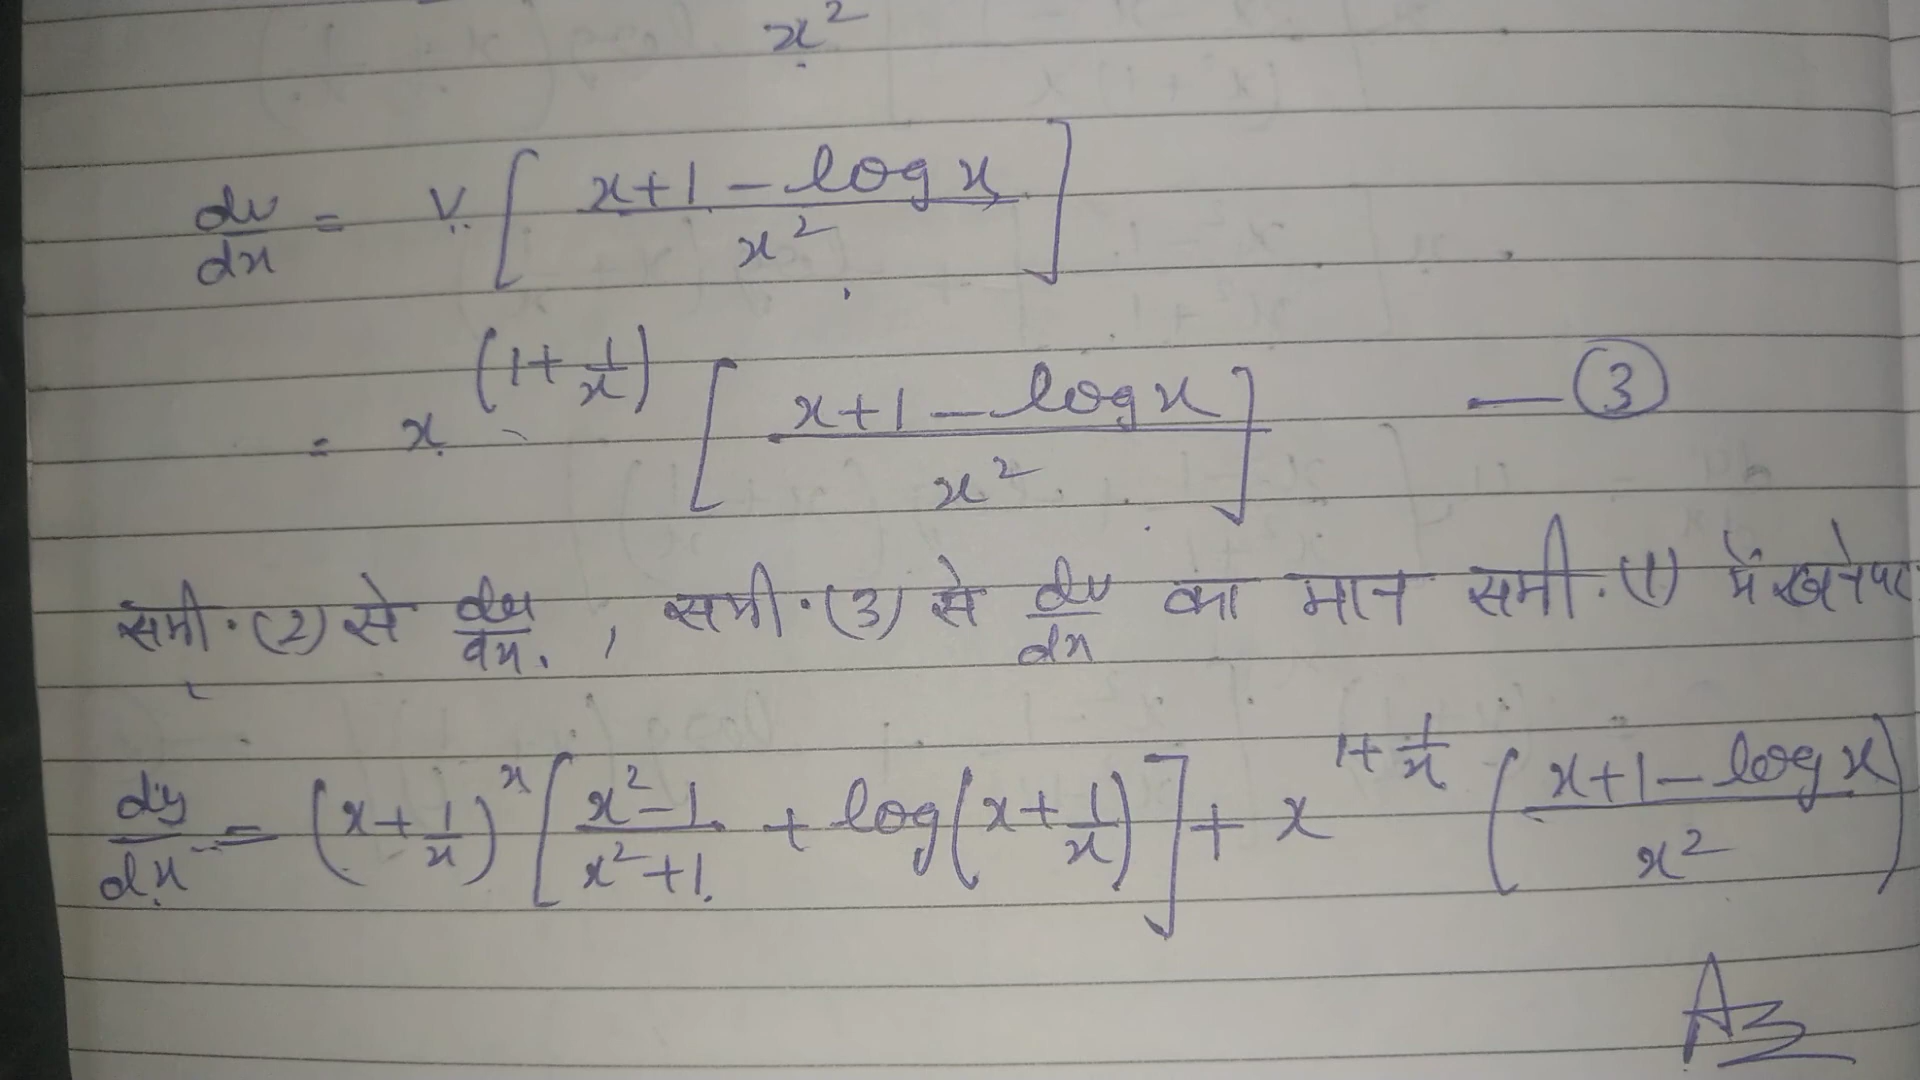 x²
dv/dx = v [ (x+1 - log x) / x² ]
= x^(1+1/x) [ (x+1 - log x) / x² ] — ③
समी. (2) से du/dx, समी. (3) से dv/dx का मान समी. (1) में रखने पर
dy/dx = (x+1/x)^x [ (x²-1)/(x²+1) + log(x+1/x) ] + x^(1+1/x) ( (x+1 - log x) / x² )